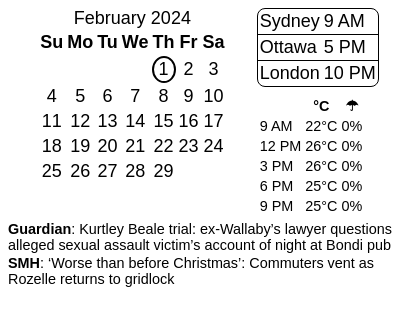 February 2024
Su Mo Tu We Th Fr Sa
1 2 3
4 5 6 7 8 9 10
11 12 13 14 15 16 17
18 19 20 21 22 23 24
25 26 27 28 29
Sydney 9 AM
Ottawa 5 PM
London 10 PM
°C ☂
9 AM 22°C 0%
12 PM 26°C 0%
3 PM 26°C 0%
6 PM 25°C 0%
9 PM 25°C 0%
Guardian: Kurtley Beale trial: ex-Wallaby’s lawyer questions
alleged sexual assault victim’s account of night at Bondi pub
SMH: ‘Worse than before Christmas’: Commuters vent as
Rozelle returns to gridlock